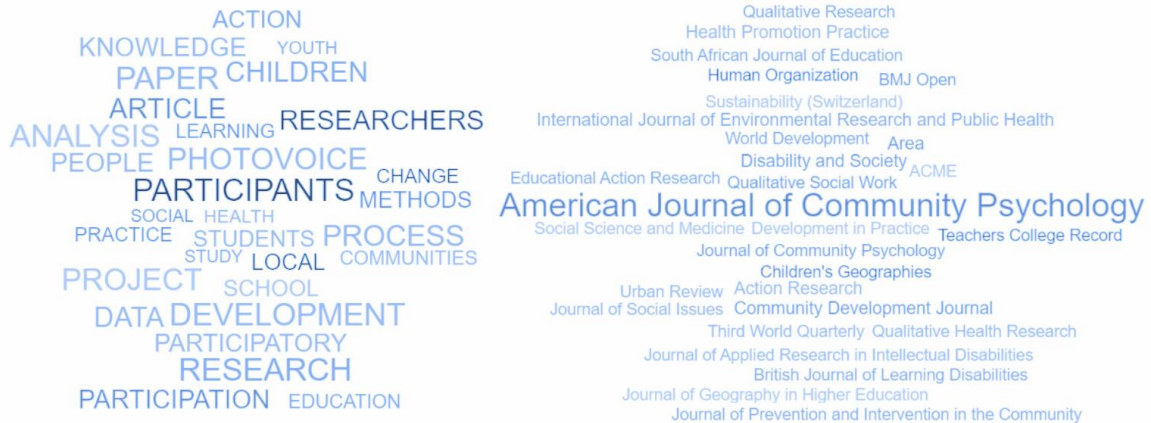 ACTION
KNOWLEDGE YOUTH
PAPER CHILDREN
ARTICLE
RESEARCHERS
ANALYSIS LEARNING
PEOPLE PHOTOVOICE
CHANGE
PARTICIPANTS METHODS
SOCIAL HEALTH
PRACTICE STUDENTS PROCESS
STUDY LOCAL COMMUNITIES
PROJECT SCHOOL
DATA DEVELOPMENT
PARTICIPATORY
RESEARCH
PARTICIPATION EDUCATION
Qualitative Research
Health Promotion Practice
South African Journal of Education
Human Organization BMJ Open
Sustainability (Switzerland)
International Journal of Environmental Research and Public Health
World Development Area
Disability and Society ACME
Educational Action Research Qualitative Social Work
American Journal of Community Psychology
Social Science and Medicine Development in Practice Teachers College Record
Journal of Community Psychology
Children's Geographies
Urban Review Action Research
Journal of Social Issues Community Development Journal
Third World Quarterly Qualitative Health Research
Journal of Applied Research in Intellectual Disabilities
British Journal of Learning Disabilities
Journal of Geography in Higher Education
Journal of Prevention and Intervention in the Community